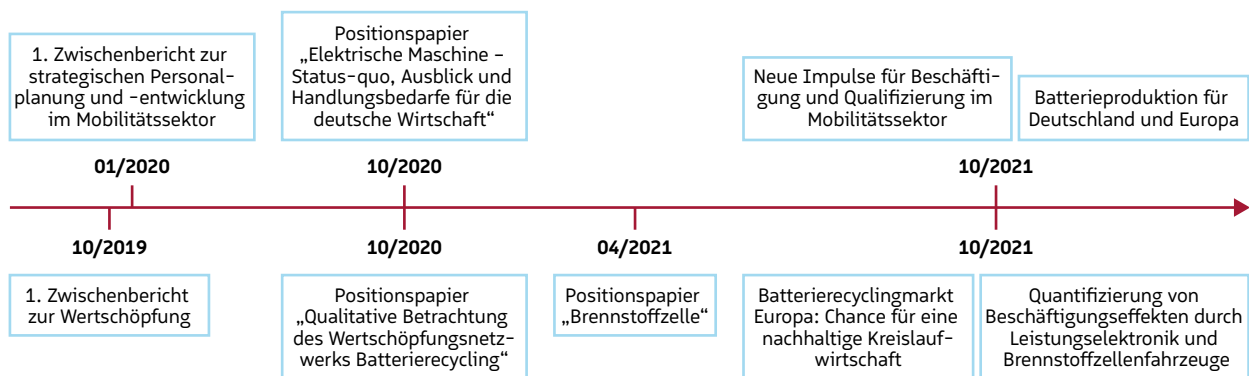 1. Zwischenbericht zur
strategischen Personal-
planung und -entwicklung
im Mobilitätssektor
Positionspapier
„Elektrische Maschine –
Status-quo, Ausblick und
Handlungsbedarfe für die
deutsche Wirtschaft“
Neue Impulse für Beschäfti-
gung und Qualifizierung im
Mobilitätssektor
Batterieproduktion für
Deutschland und Europa
01/2020
10/2020
10/2021
10/2019
10/2020
04/2021
10/2021
1. Zwischenbericht
zur Wertschöpfung
Positionspapier
„Qualitative Betrachtung
des Wertschöpfungsnetz-
werks Batterierecycling“
Positionspapier
„Brennstoffzelle“
Batterierecyclingmarkt
Europa: Chance für eine
nachhaltige Kreislauf-
wirtschaft
Quantifizierung von
Beschäftigungseffekten durch
Leistungselektronik und
Brennstoffzellenfahrzeuge